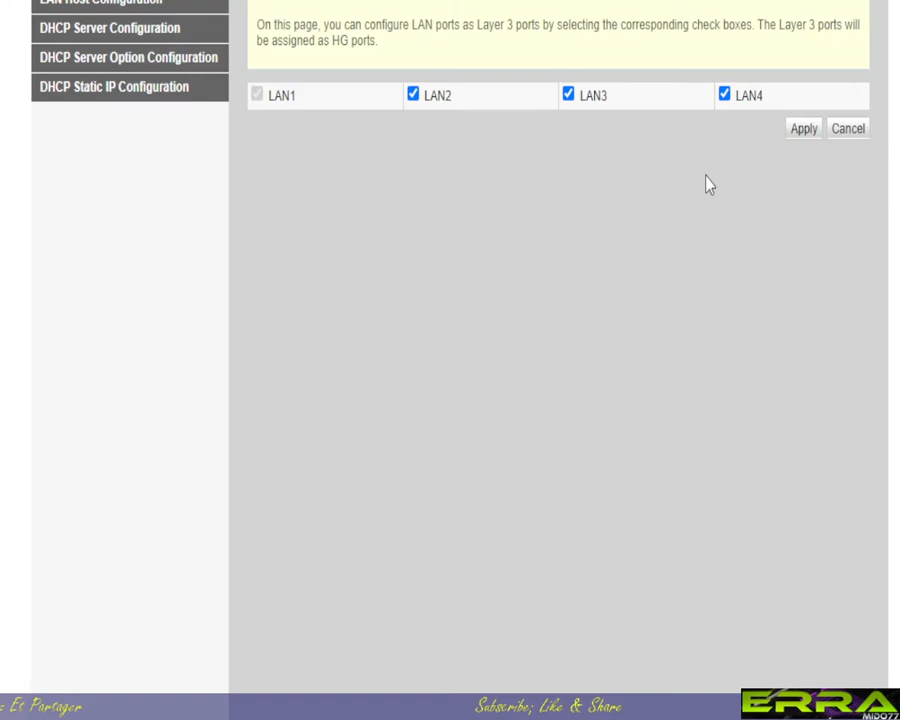 LAN Host Configuration
DHCP Server Configuration
DHCP Server Option Configuration
DHCP Static IP Configuration
On this page, you can configure LAN ports as Layer 3 ports by selecting the corresponding check boxes. The Layer 3 ports will
be assigned as HG ports.
LAN1 LAN2 LAN3 LAN4
Apply Cancel
: Et Partager
Subscribe; Like & Share
ERRA
MIDO77